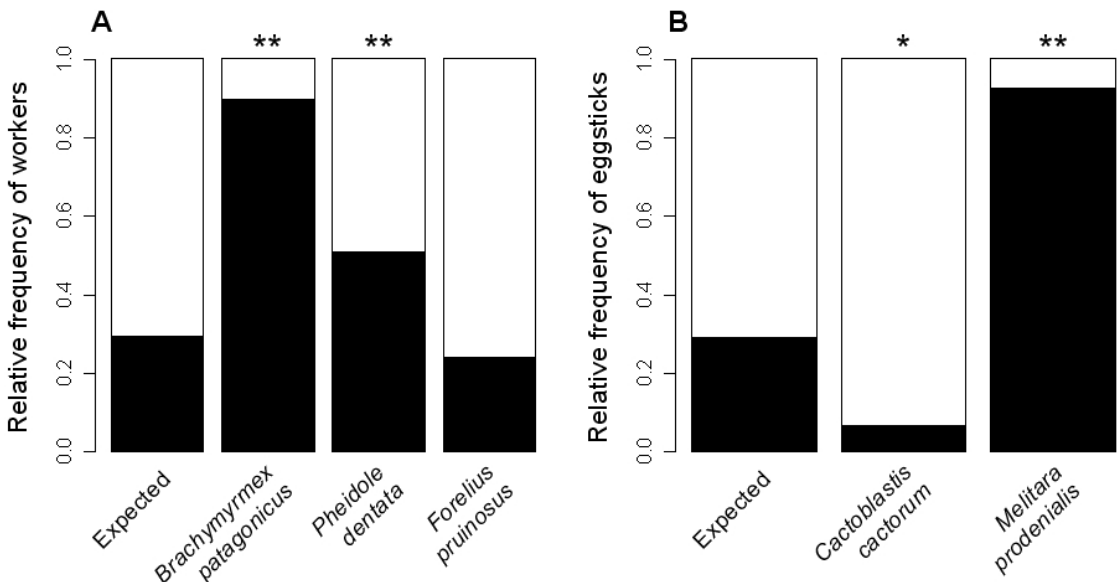 A
Relative frequency of workers
1.0
0.8
0.6
0.4
0.2
0.0
**
**
Expected
Brachymyrmex
patagonicus
Pheidole
dentata
Forelius
pruinosus
B
Relative frequency of eggsticks
1.0
0.8
0.6
0.4
0.2
0.0
*
**
Expected
Cactoblastis
cactorum
Melitara
prodenialis